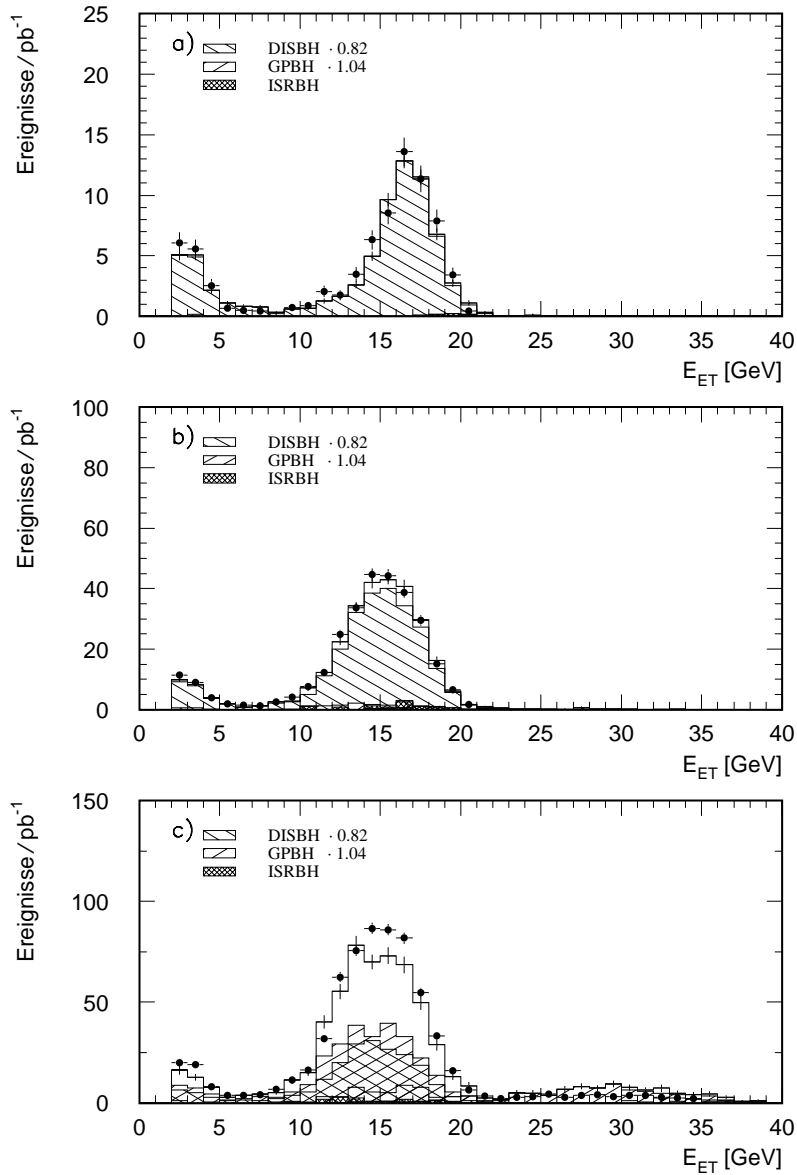 Ereignisse/pb⁻¹
25
20
15
10
5
0
a)
DISBH · 0.82
GPBH · 1.04
ISRBH
0 5 10 15 20 25 30 35 40
E_ET [GeV]
Ereignisse/pb⁻¹
100
80
60
40
20
0
b)
DISBH · 0.82
GPBH · 1.04
ISRBH
0 5 10 15 20 25 30 35 40
E_ET [GeV]
Ereignisse/pb⁻¹
150
100
50
0
c)
DISBH · 0.82
GPBH · 1.04
ISRBH
0 5 10 15 20 25 30 35 40
E_ET [GeV]